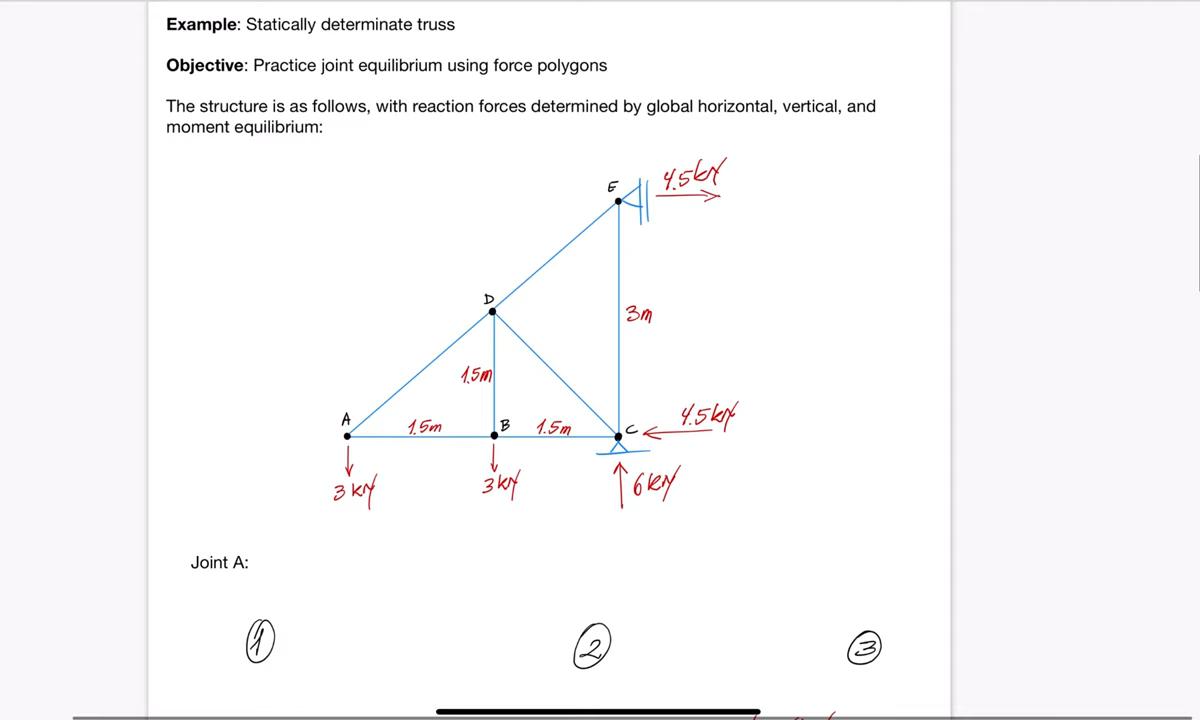 Example: Statically determinate truss
Objective: Practice joint equilibrium using force polygons
The structure is as follows, with reaction forces determined by global horizontal, vertical, and
moment equilibrium:
E
4.5kN
D
3m
1.5m
A
1.5m
B
1.5m
C
4.5kN
3kN
3kN
6kN
Joint A:
1
2
3